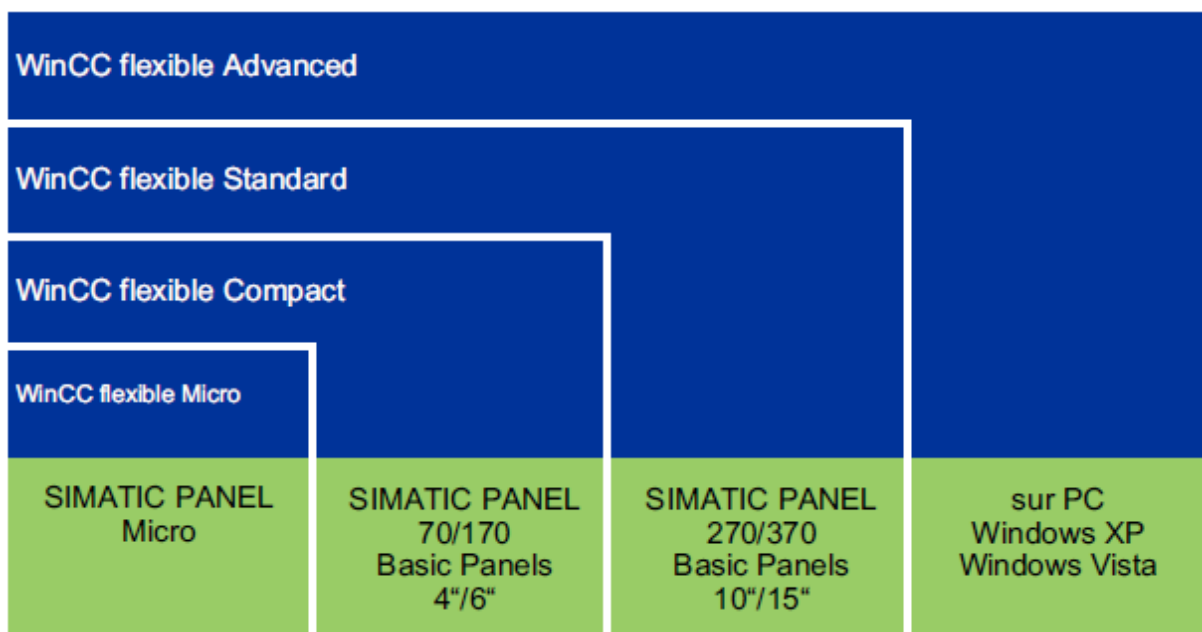 WinCC flexible Advanced
WinCC flexible Standard
WinCC flexible Compact
WinCC flexible Micro
SIMATIC PANEL
Micro
SIMATIC PANEL
70/170
Basic Panels
4“/6“
SIMATIC PANEL
270/370
Basic Panels
10“/15“
sur PC
Windows XP
Windows Vista